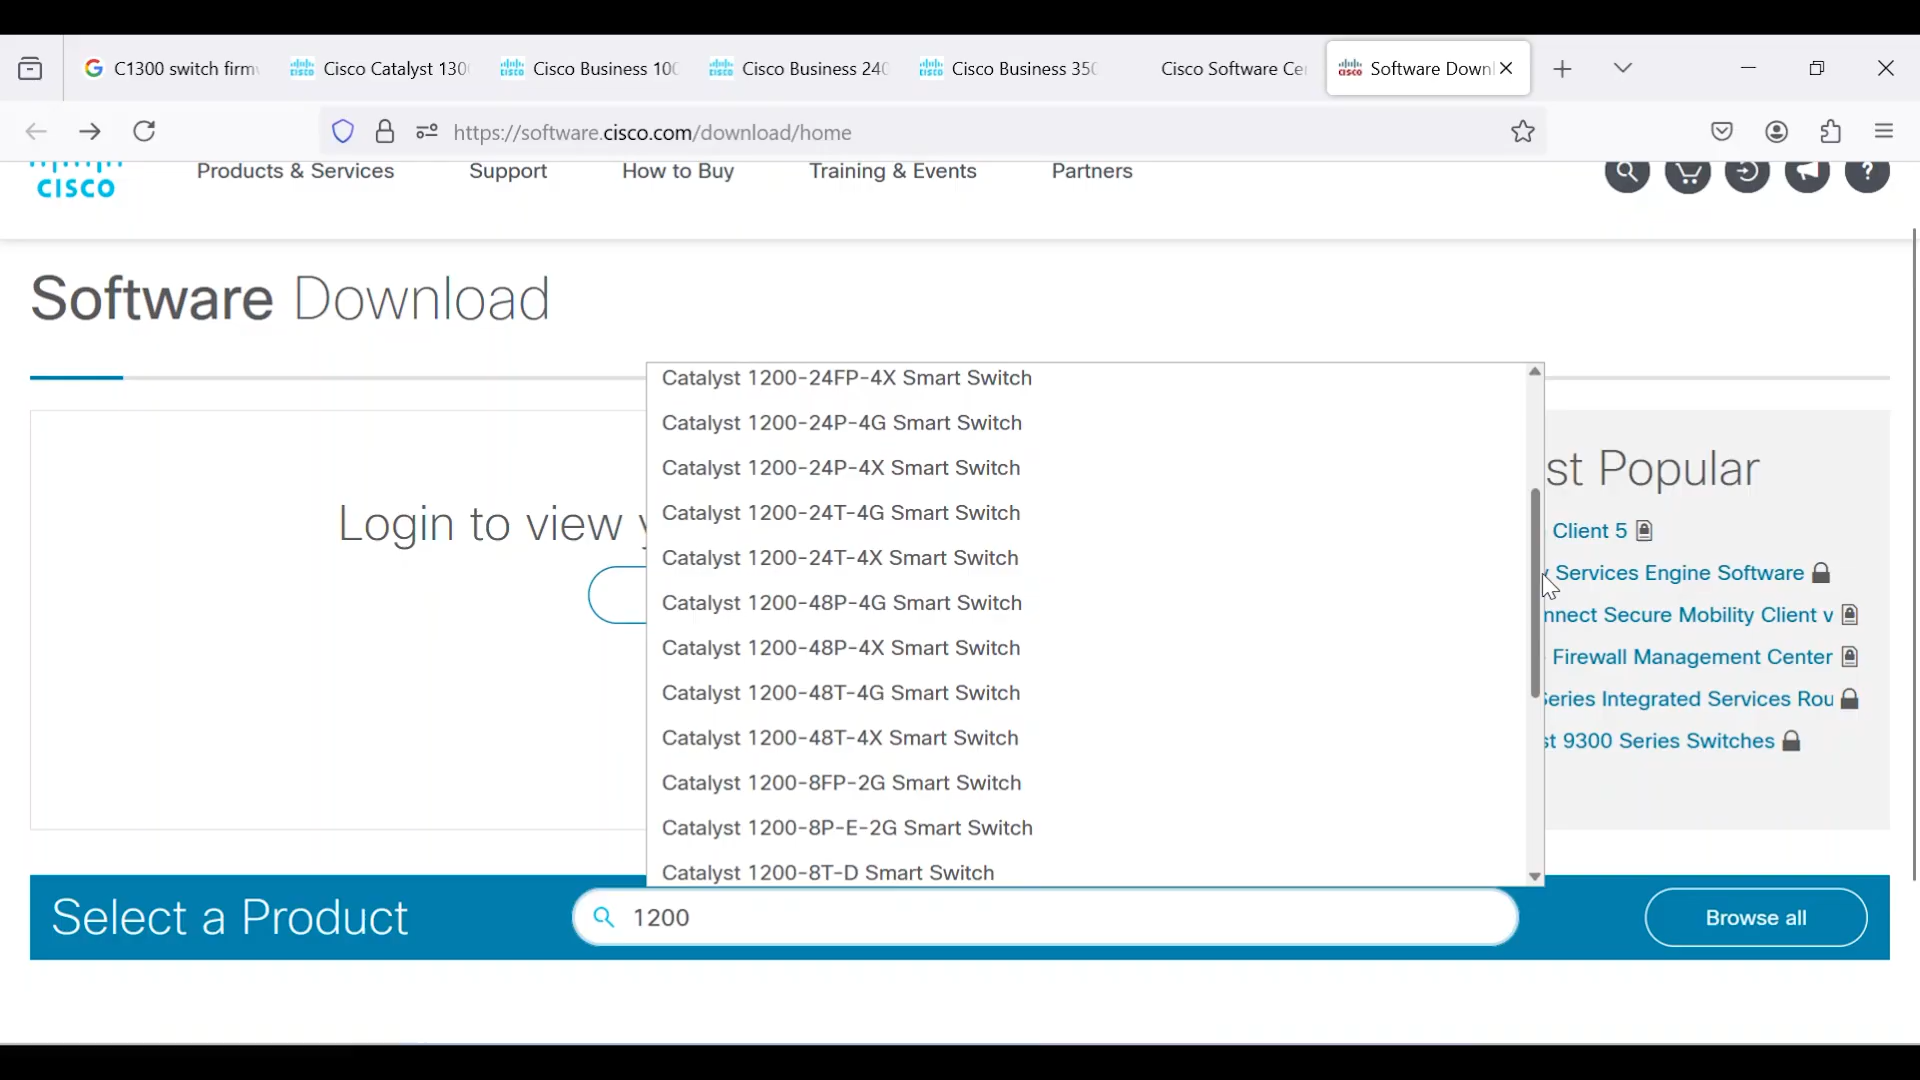 C1300 switch firm
Cisco Catalyst 130
Cisco Business 100
Cisco Business 240
Cisco Business 350
Cisco Software Ce
Software Downl
https://software.cisco.com/download/home
CISCO
Products & Services
Support
How to Buy
Training & Events
Partners
Software Download
Login to view
Catalyst 1200-24FP-4X Smart Switch
Catalyst 1200-24P-4G Smart Switch
Catalyst 1200-24P-4X Smart Switch
Catalyst 1200-24T-4G Smart Switch
Catalyst 1200-24T-4X Smart Switch
Catalyst 1200-48P-4G Smart Switch
Catalyst 1200-48P-4X Smart Switch
Catalyst 1200-48T-4G Smart Switch
Catalyst 1200-48T-4X Smart Switch
Catalyst 1200-8FP-2G Smart Switch
Catalyst 1200-8P-E-2G Smart Switch
Catalyst 1200-8T-D Smart Switch
st Popular
Client 5
Services Engine Software
nnect Secure Mobility Client v
Firewall Management Center
Series Integrated Services Rou
st 9300 Series Switches
Select a Product
1200
Browse all